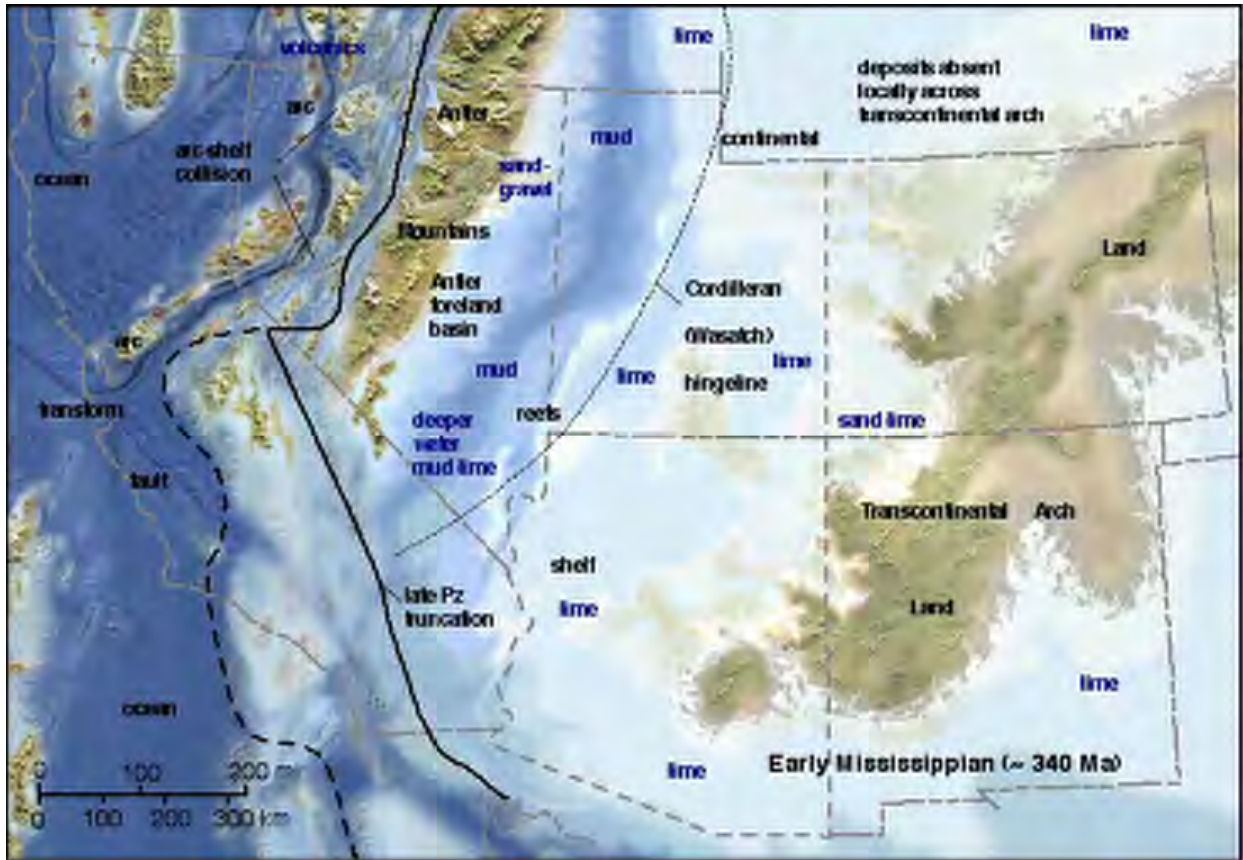 lime
lime
volcanics
deposits absent
locally across
transcontinental arch
arc
Antler
mud
continental
arc-shelf
collision
ocean
sand-
gravel
Mountains
Land
Antler
foreland
basin
Cordilleran
(Wasatch)
hingeline
arc
mud
lime
lime
transform
reefs
sand lime
deeper
water
mud lime
fault
Transcontinental Arch
shelf
late Pz
truncation
lime
Land
lime
ocean
lime
Early Mississippian (~ 340 Ma)
0 100 200 mi
0 100 200 300 km